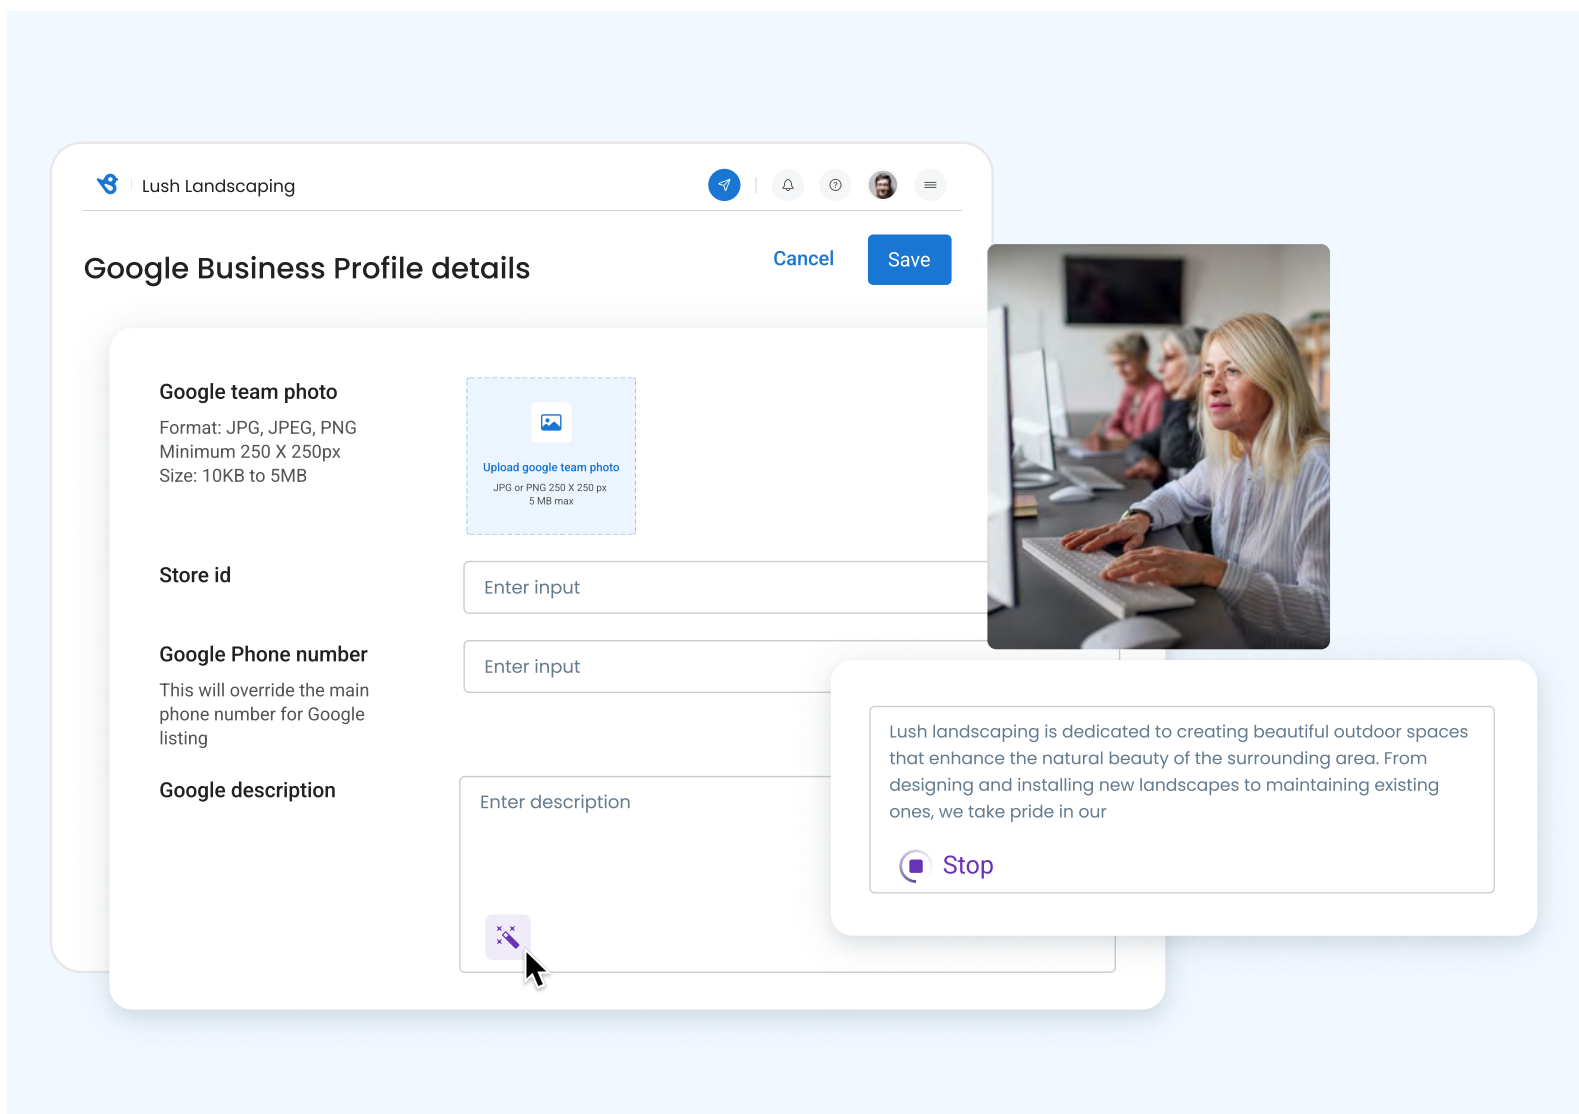 Lush Landscaping
Google Business Profile details
Cancel
Save
Google team photo
Format: JPG, JPEG, PNG
Minimum 250 X 250px
Size: 10KB to 5MB
Upload google team photo
JPG or PNG 250 X 250 px
5 MB max
Store id
Enter input
Google Phone number
This will override the main
phone number for Google
listing
Enter input
Google description
Enter description
Lush landscaping is dedicated to creating beautiful outdoor spaces
that enhance the natural beauty of the surrounding area. From
designing and installing new landscapes to maintaining existing
ones, we take pride in our
Stop